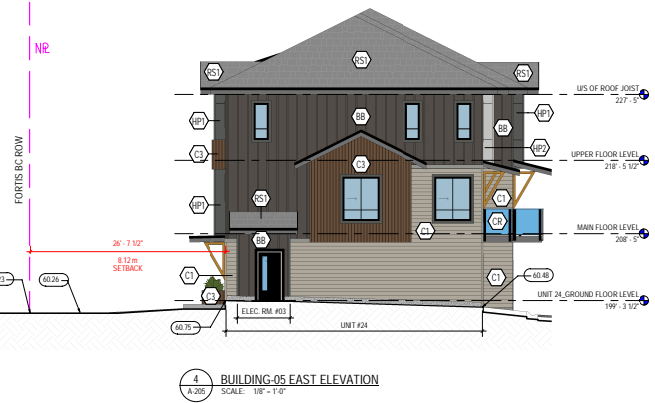 RS1
RS1
RS1
U/S OF ROOF JOIST
227' - 5"
HP1
BB
BB
HP1
C3
C3
HP2
UPPER FLOOR LEVEL
218' - 5 1/2"
FORTIS BC ROW
HP1
RS1
C1
CR
C1
MAIN FLOOR LEVEL
208' - 5"
26' - 7 1/2"
8.12 m
SETBACK
BB
C1
C1
60.26
C3
60.48
UNIT 24_GROUND FLOOR LEVEL
199' - 3 1/2"
60.75
ELEC. RM. #03
UNIT #24
4
A-205
BUILDING-05 EAST ELEVATION
SCALE: 1/8" = 1'-0"